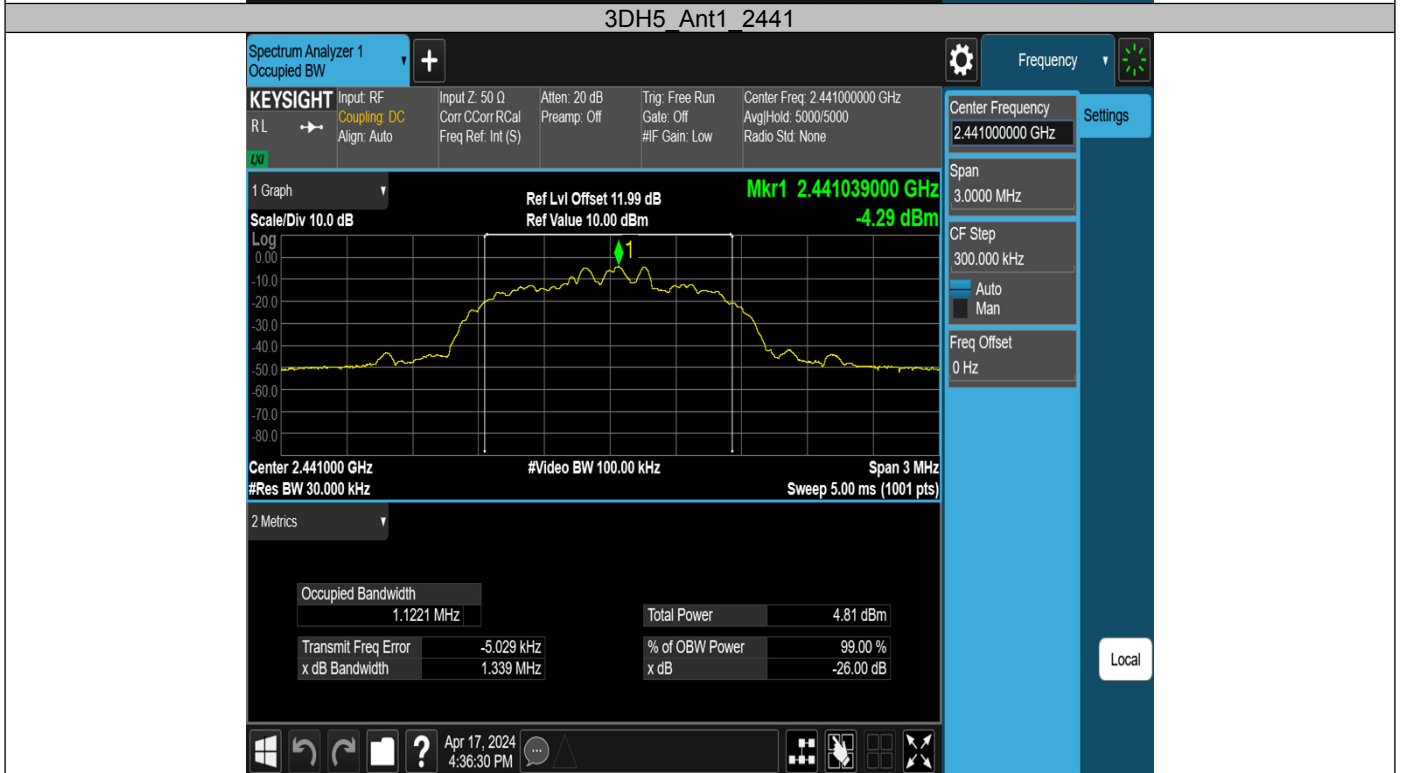 3DH5_Ant1_2441
Spectrum Analyzer 1
Occupied BW
+
Frequency
KEYSIGHT
RL
LXI
Input: RF
Coupling: DC
Align: Auto
Input Z: 50 Ω
Corr CCorr RCal
Freq Ref: Int (S)
Atten: 20 dB
Preamp: Off
Trig: Free Run
Gate: Off
#IF Gain: Low
Center Freq: 2.441000000 GHz
Avg|Hold: 5000/5000
Radio Std: None
Center Frequency
2.441000000 GHz
Settings
Span
3.0000 MHz
CF Step
300.000 kHz
Auto
Man
Freq Offset
0 Hz
1 Graph
Scale/Div 10.0 dB
Ref Lvl Offset 11.99 dB
Ref Value 10.00 dBm
Mkr1 2.441039000 GHz
-4.29 dBm
Log
0.00
-10.0
-20.0
-30.0
-40.0
-50.0
-60.0
-70.0
-80.0
1
Center 2.441000 GHz
#Res BW 30.000 kHz
#Video BW 100.00 kHz
Span 3 MHz
Sweep 5.00 ms (1001 pts)
2 Metrics
Occupied Bandwidth
1.1221 MHz
Total Power 4.81 dBm
Transmit Freq Error -5.029 kHz
% of OBW Power 99.00 %
x dB Bandwidth 1.339 MHz
x dB -26.00 dB
Local
?
Apr 17, 2024
4:36:30 PM